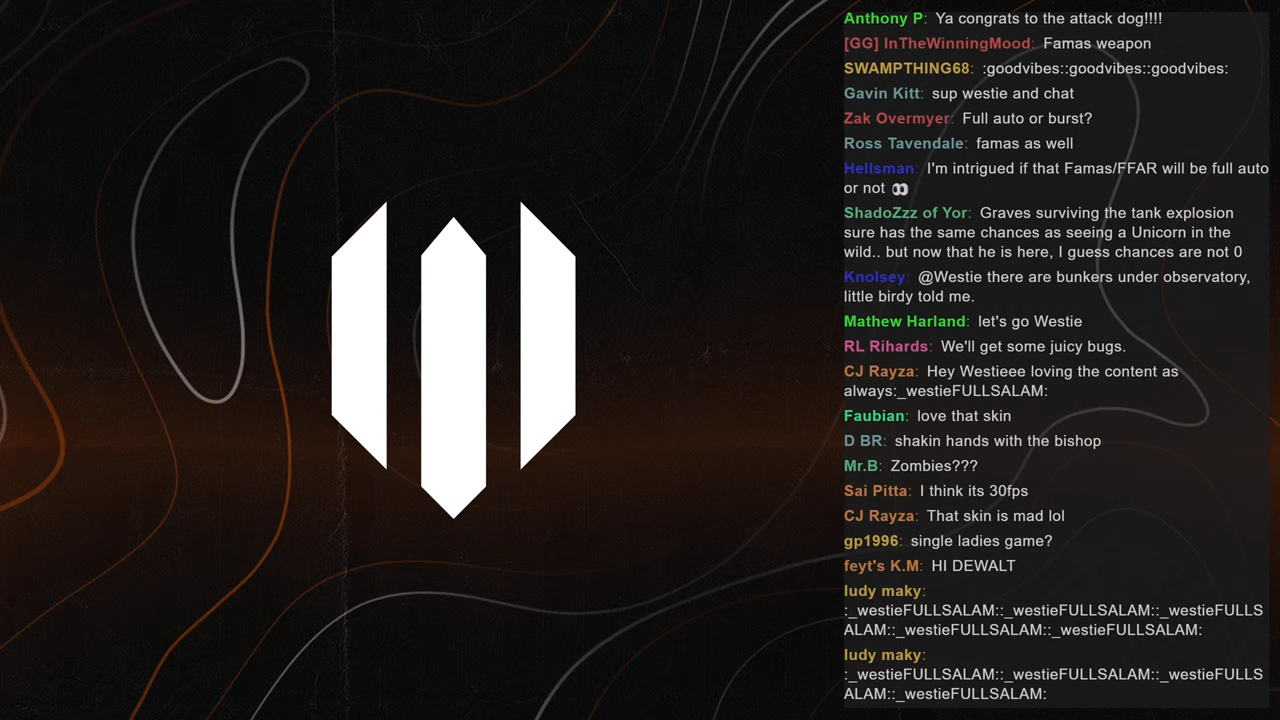 Anthony P: Ya congrats to the attack dog!!!!
[GG] InTheWinningMood: Famas weapon
SWAMPTHING68: :goodvibes::goodvibes::goodvibes:
Gavin Kitt: sup westie and chat
Zak Overmyer: Full auto or burst?
Ross Tavendale: famas as well
Hellsman: I'm intrigued if that Famas/FFAR will be full auto
or not 👀
ShadoZzz of Yor: Graves surviving the tank explosion
sure has the same chances as seeing a Unicorn in the
wild.. but now that he is here, I guess chances are not 0
Knolsey: @Westie there are bunkers under observatory,
little birdy told me.
Mathew Harland: let's go Westie
RL Rihards: We'll get some juicy bugs.
CJ Rayza: Hey Westieee loving the content as
always:_westieFULLSALAM:
Faubian: love that skin
D BR: shakin hands with the bishop
Mr.B: Zombies???
Sai Pitta: I think its 30fps
CJ Rayza: That skin is mad lol
gp1996: single ladies game?
feyt's K.M: HI DEWALT
ludy maky:
:_westieFULLSALAM::_westieFULLSALAM::_westieFULLS
ALAM::_westieFULLSALAM::_westieFULLSALAM:
ludy maky:
:_westieFULLSALAM::_westieFULLSALAM::_westieFULLS
ALAM::_westieFULLSALAM: